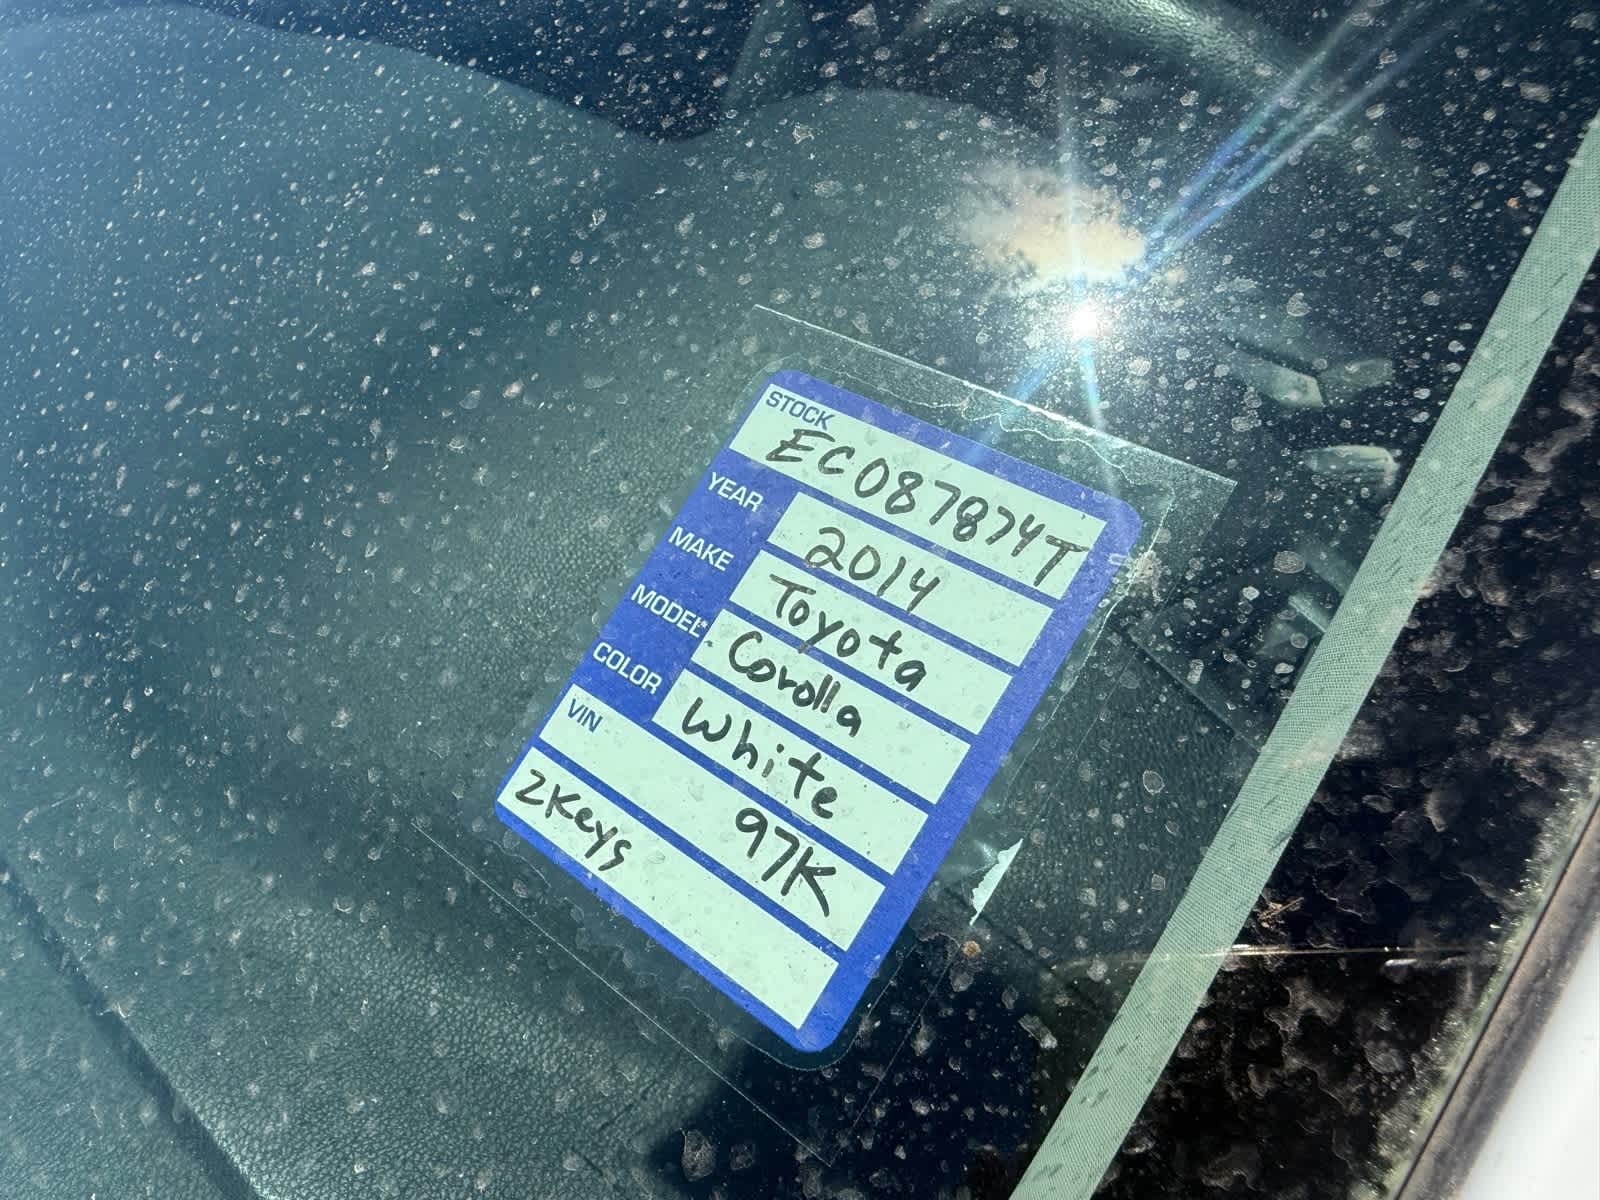 STOCK
EC087874T
YEAR 2014
MAKE Toyota
MODEL Corolla
COLOR White
VIN 97K
2Keys